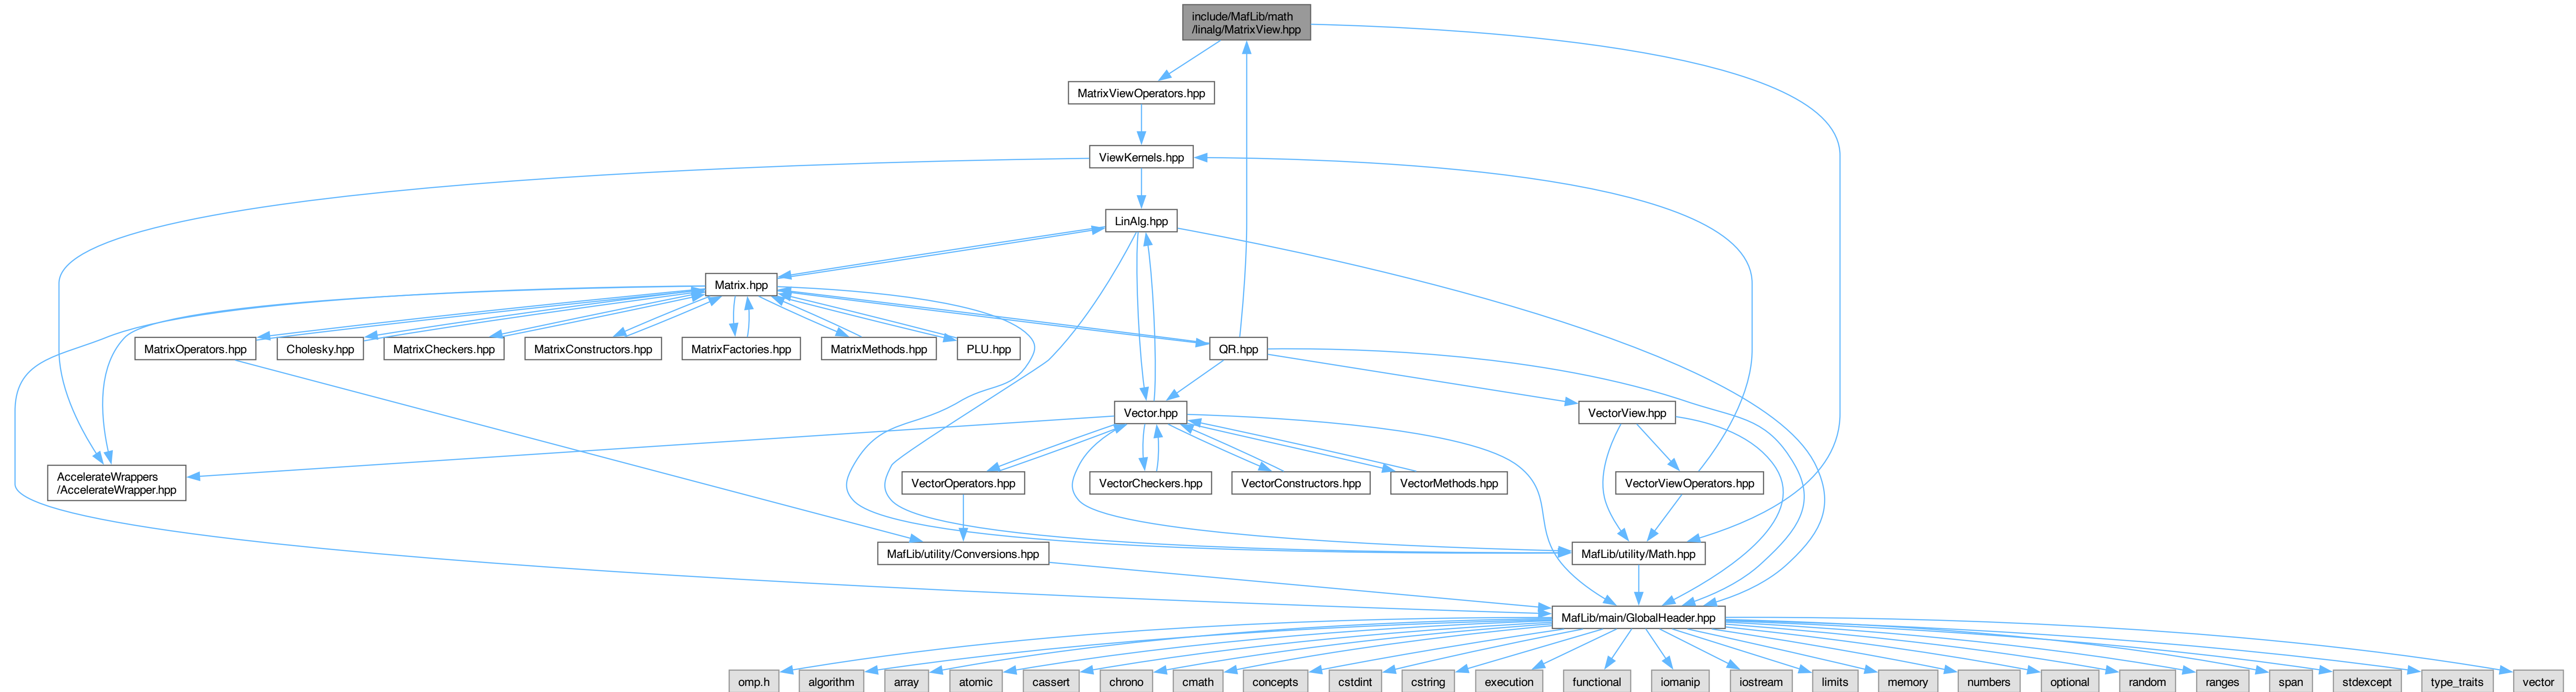 include/MafLib/math
/linalg/MatrixView.hpp
MatrixViewOperators.hpp
ViewKernels.hpp
LinAlg.hpp
Matrix.hpp
MatrixOperators.hpp
Cholesky.hpp
MatrixCheckers.hpp
MatrixConstructors.hpp
MatrixFactories.hpp
MatrixMethods.hpp
PLU.hpp
QR.hpp
Vector.hpp
VectorView.hpp
AccelerateWrappers
/AccelerateWrapper.hpp
VectorOperators.hpp
VectorCheckers.hpp
VectorConstructors.hpp
VectorMethods.hpp
VectorViewOperators.hpp
MafLib/utility/Conversions.hpp
MafLib/utility/Math.hpp
MafLib/main/GlobalHeader.hpp
omp.h
algorithm
array
atomic
cassert
chrono
cmath
concepts
cstdint
cstring
execution
functional
iomanip
iostream
limits
memory
numbers
optional
random
ranges
span
stdexcept
type_traits
vector